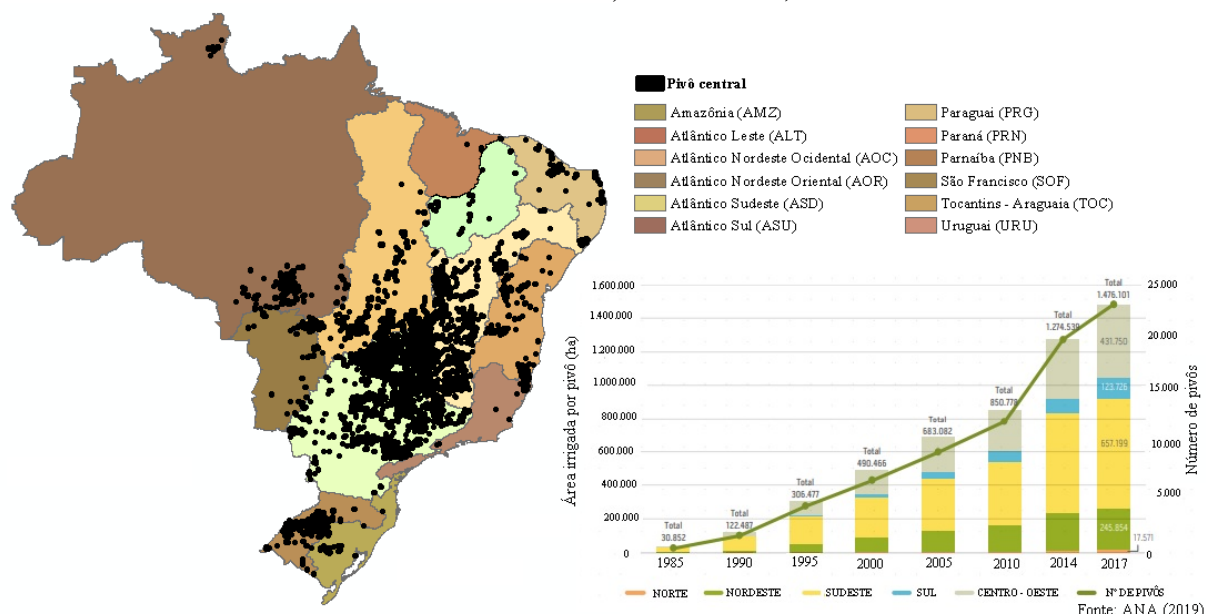 Pivô central
Amazônia (AMZ)
Atlântico Leste (ALT)
Atlântico Nordeste Ocidental (AOC)
Atlântico Nordeste Oriental (AOR)
Atlântico Sudeste (ASD)
Atlântico Sul (ASU)
Paraguai (PRG)
Paraná (PRN)
Parnaíba (PNB)
São Francisco (SOF)
Tocantins - Araguaia (TOC)
Uruguai (URU)
Área irrigada por pivô (ha)
1.600.000
1.400.000
1.200.000
1.000.000
800.000
600.000
400.000
200.000
0
Total
30.852
Total
122.487
Total
306.477
Total
490.466
Total
683.082
Total
850.778
Total
1.274.539
Total
1.476.101
431.750
123.726
657.199
245.854
17.571
25.000
20.000
15.000
10.000
5.000
0
Número de pivôs
1985 1990 1995 2000 2005 2010 2014 2017
NORTE NORDESTE SUDESTE SUL CENTRO - OESTE Nº DE PIVÔS
Fonte: ANA (2019)